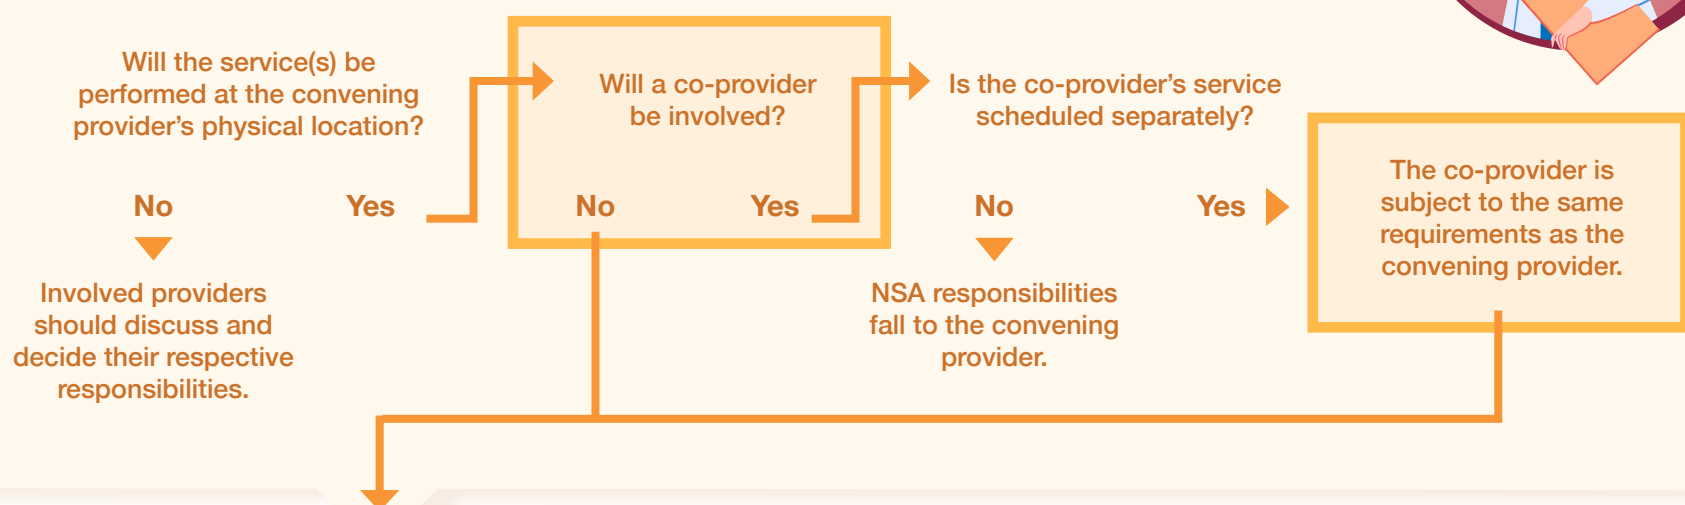 Will the service(s) be
performed at the convening
provider’s physical location?
No
Yes
Involved providers
should discuss and
decide their respective
responsibilities.
Will a co-provider
be involved?
No
Yes
Is the co-provider’s service
scheduled separately?
No
Yes
NSA responsibilities
fall to the convening
provider.
The co-provider is
subject to the same
requirements as the
convening provider.